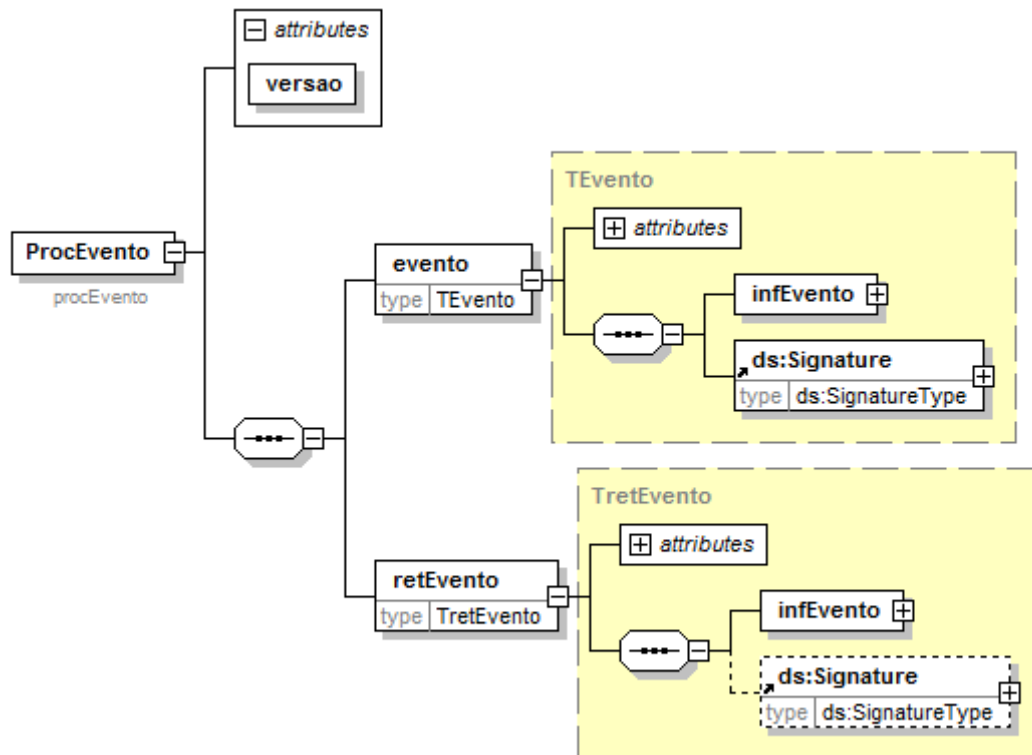 attributes
versao
ProcEvento
procEvento
TEvento
attributes
evento
type TEvento
infEvento
ds:Signature
type ds:SignatureType
TretEvento
attributes
retEvento
type TretEvento
infEvento
ds:Signature
type ds:SignatureType